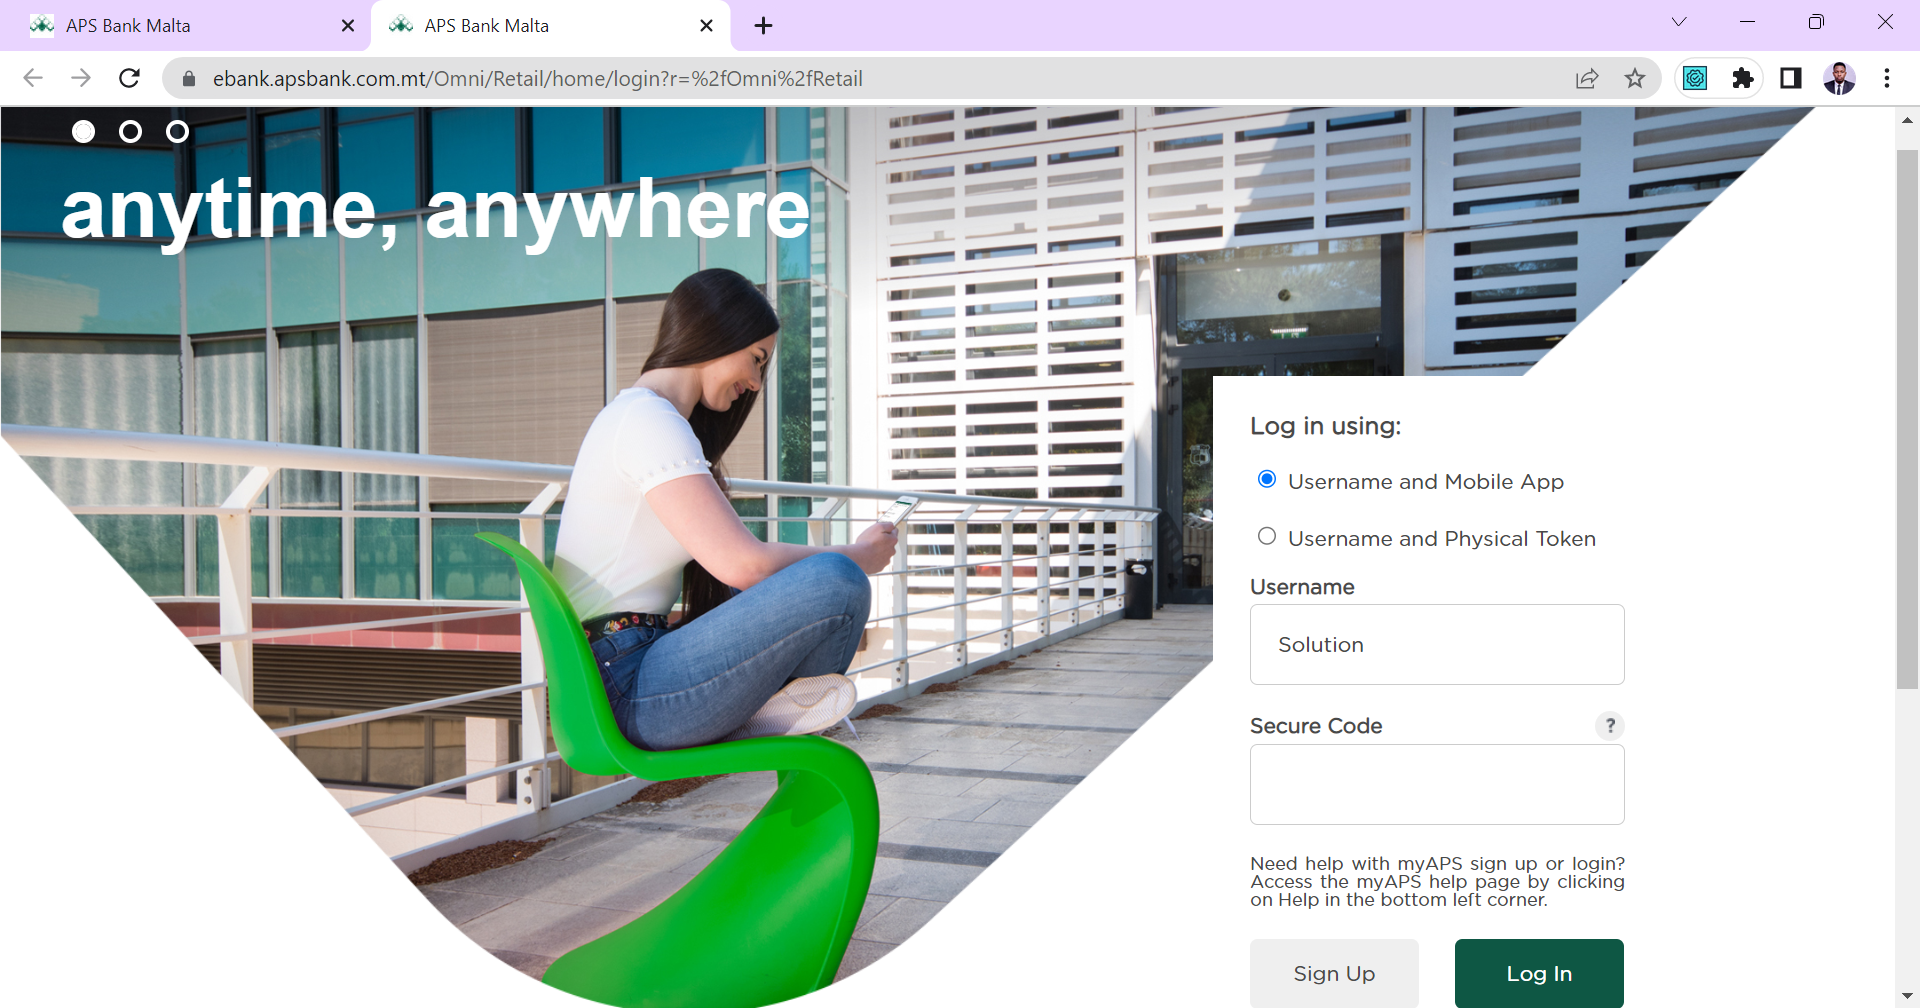 APS Bank Malta
APS Bank Malta
ebank.apsbank.com.mt/Omni/Retail/home/login?r=%2fOmni%2fRetail
anytime, anywhere
Log in using:
Username and Mobile App
Username and Physical Token
Username
Solution
Secure Code
?
Need help with myAPS sign up or login?
Access the myAPS help page by clicking
on Help in the bottom left corner.
Sign Up
Log In